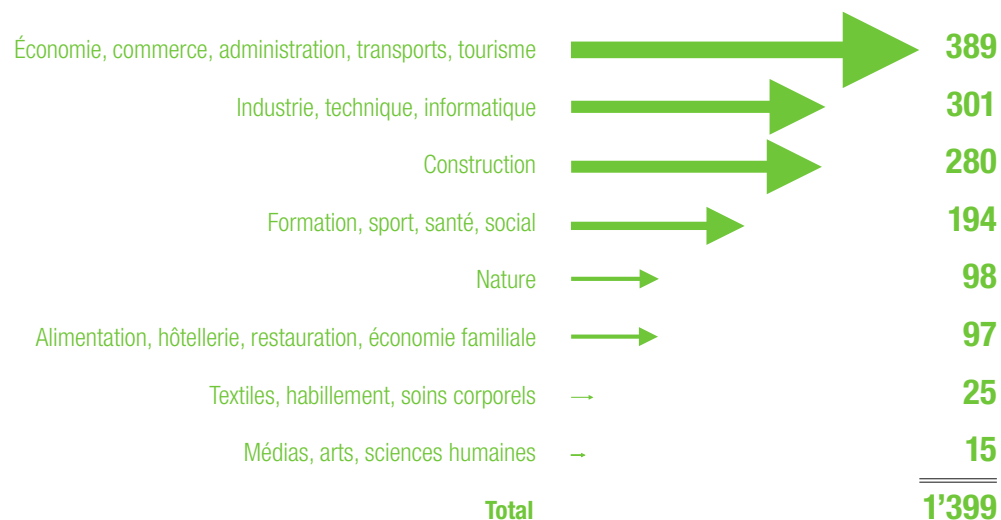 Économie, commerce, administration, transports, tourisme 389
Industrie, technique, informatique 301
Construction 280
Formation, sport, santé, social 194
Nature 98
Alimentation, hôtellerie, restauration, économie familiale 97
Textiles, habillement, soins corporels 25
Médias, arts, sciences humaines 15
Total 1’399